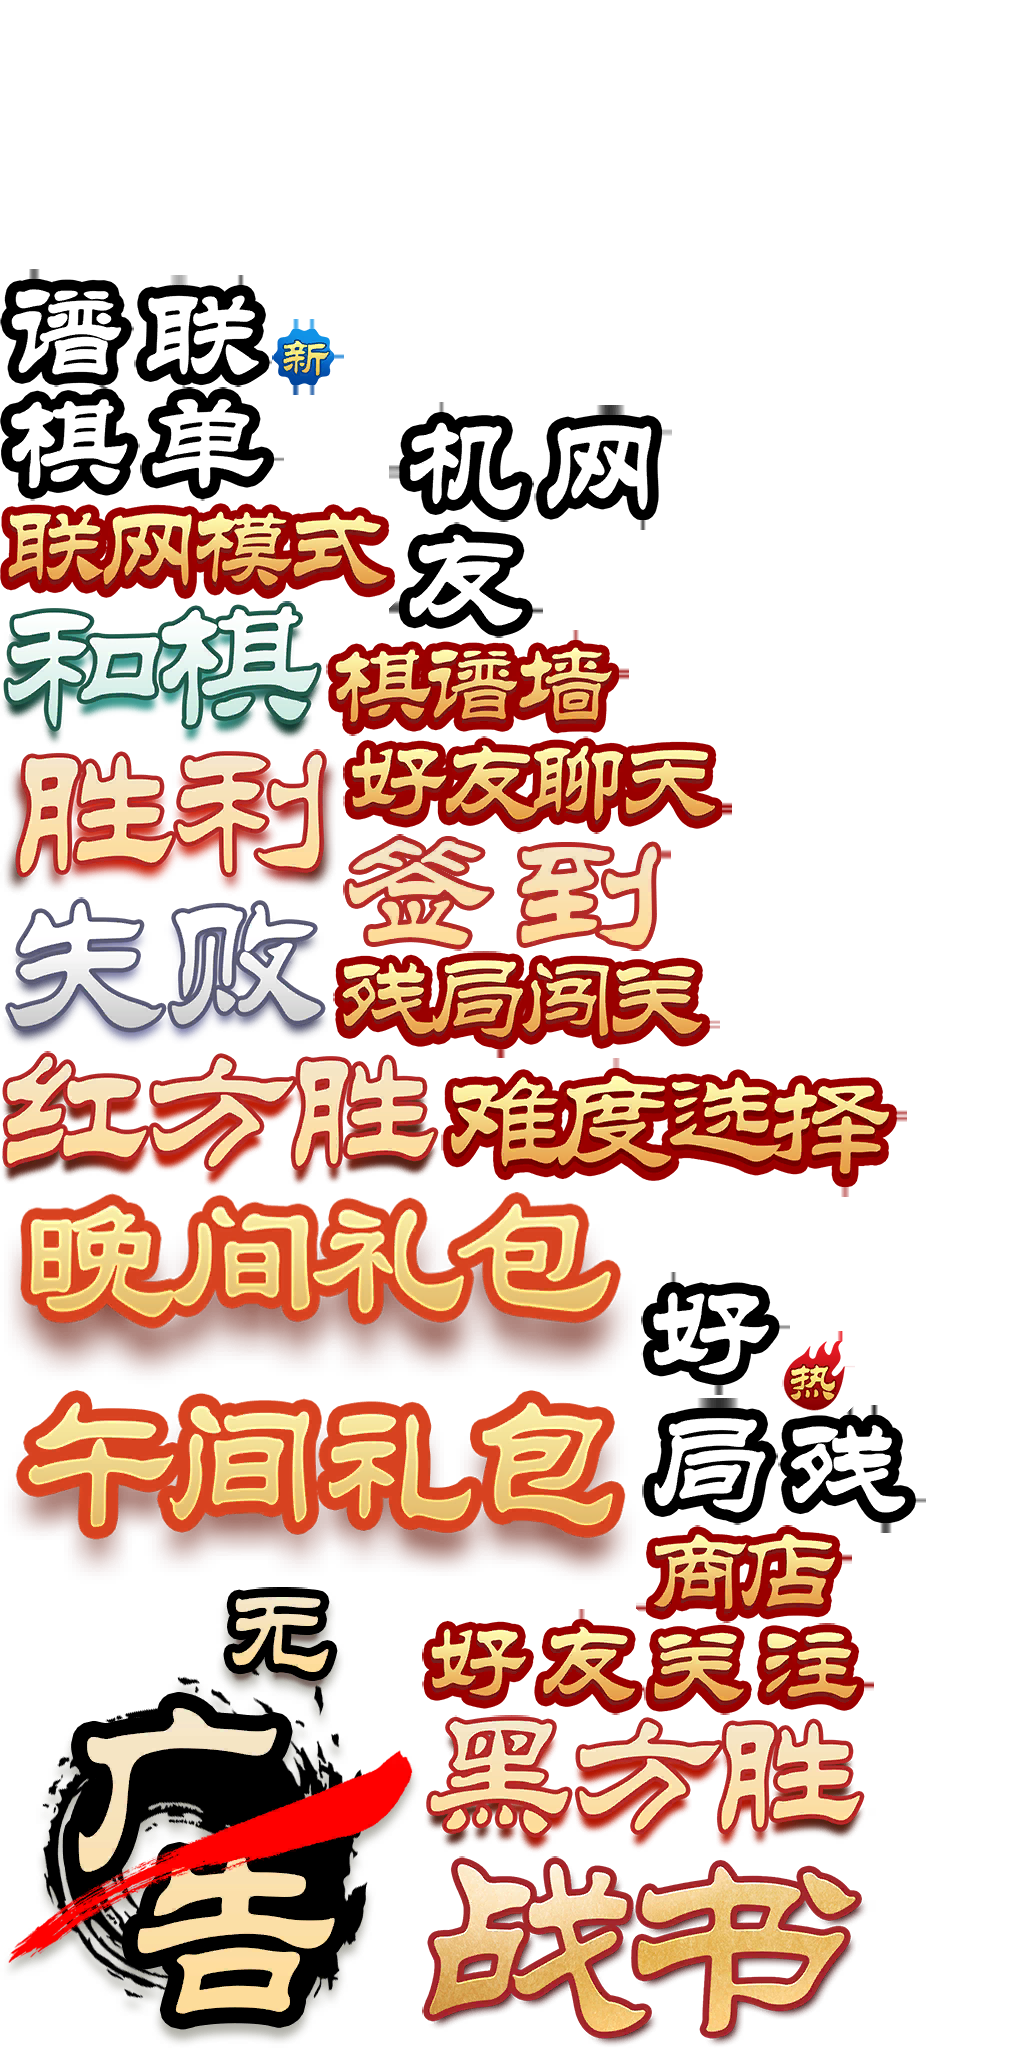 谱联
新
棋单
机网
联网模式
友
和棋
棋谱墙
胜利
好友聊天
签到
失败
残局闯关
红方胜
难度选择
晚间礼包
好
热
午间礼包
局残
商店
无
好友关注
广告
黑方胜
战书